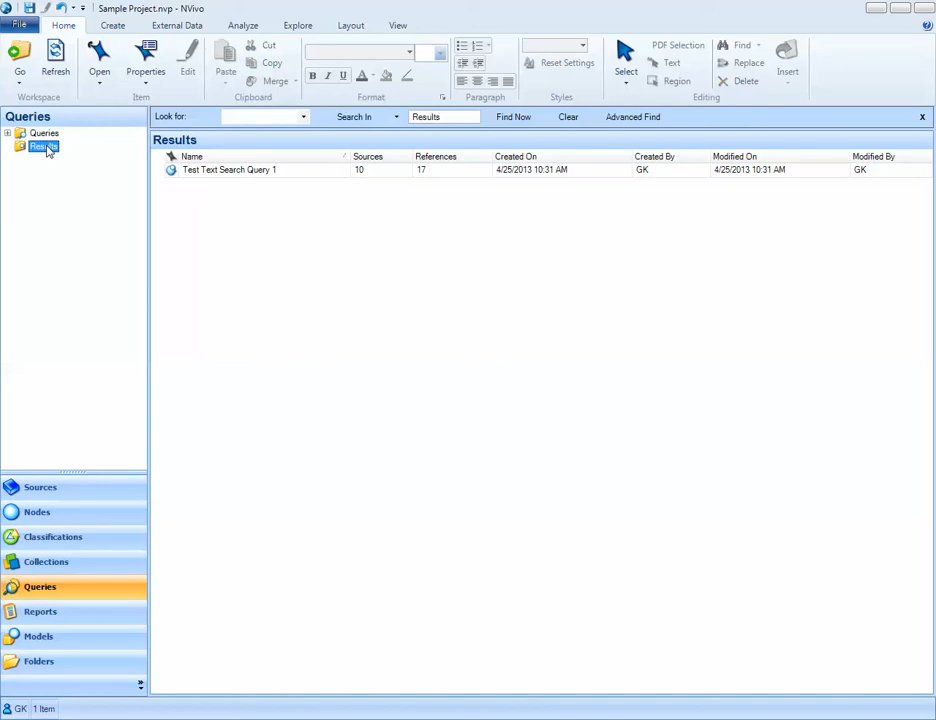 Sample Project.nvp - NVivo
File Home Create External Data Analyze Explore Layout View
Go Refresh Open Properties Edit Paste Cut Copy Merge B I U A Reset Settings Select PDF Selection Text Region Find Replace Delete Insert
Workspace Item Clipboard Format Paragraph Styles Editing
Queries
Look for: Search In Results Find Now Clear Advanced Find x
Queries
Results
Results
Name Sources References Created On Created By Modified On Modified By
Test Text Search Query 1 10 17 4/25/2013 10:31 AM GK 4/25/2013 10:31 AM GK
Sources
Nodes
Classifications
Collections
Queries
Reports
Models
Folders
GK 1 Item